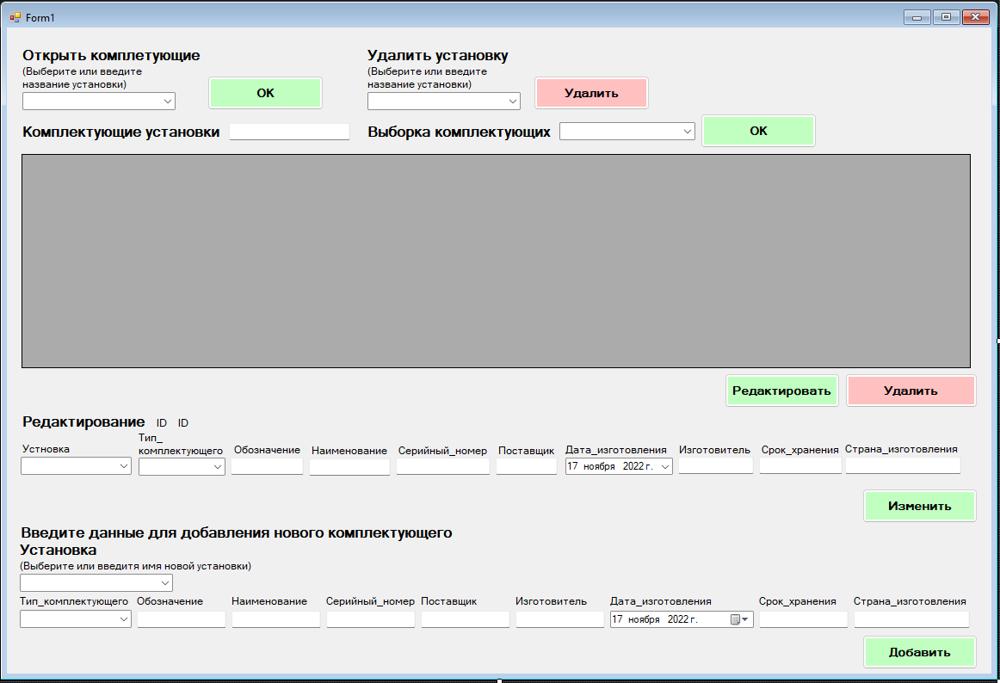 Form1
Открыть комплетующие
(Выберите или введите
название установки)
ОК
Удалить установку
(Выберите или введите
название установки)
Удалить
Комплектующие установки
Выборка комплектующих
ОК
Редактировать
Удалить
Редактирование ID ID
Устновка
Тип_
комплектующего
Обозначение
Наименование
Серийный_номер
Поставщик
Дата_изготовления
Изготовитель
Срок_хранения
Страна_изготовления
17 ноября 2022 г.
Изменить
Введите данные для добавления нового комплектующего
Установка
(Выберите или введитя имя новой установки)
Тип_комплектующего
Обозначение
Наименование
Серийный_номер
Поставщик
Изготовитель
Дата_изготовления
Срок_хранения
Страна_изготовления
17 ноября 2022 г.
Добавить